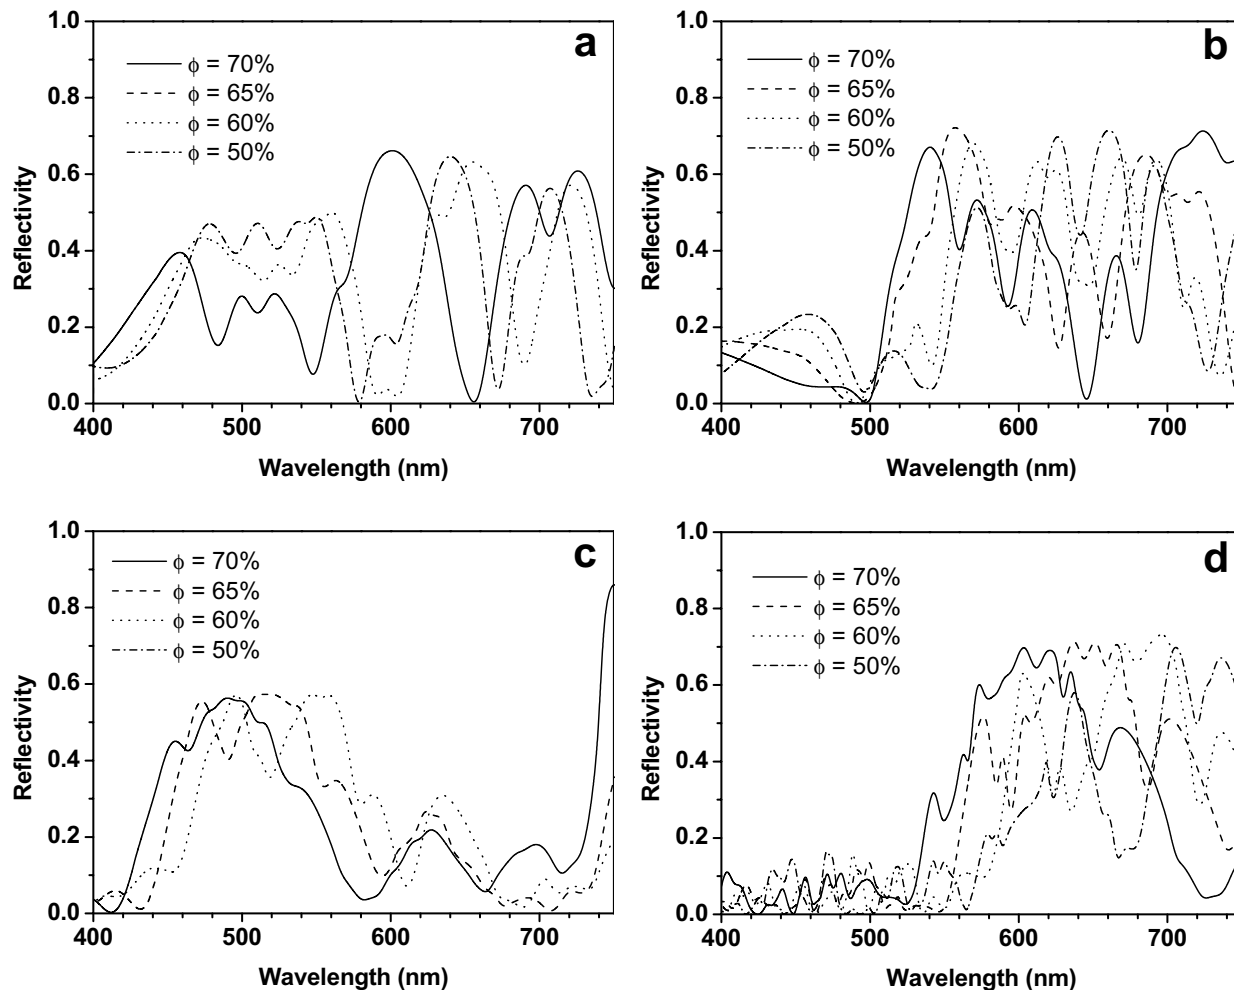 a
1.0
0.8
0.6
0.4
0.2
0.0
Reflectivity
ϕ = 70%
ϕ = 65%
ϕ = 60%
ϕ = 50%
400 500 600 700
Wavelength (nm)
b
1.0
0.8
0.6
0.4
0.2
0.0
Reflectivity
ϕ = 70%
ϕ = 65%
ϕ = 60%
ϕ = 50%
400 500 600 700
Wavelength (nm)
c
1.0
0.8
0.6
0.4
0.2
0.0
Reflectivity
ϕ = 70%
ϕ = 65%
ϕ = 60%
ϕ = 50%
400 500 600 700
Wavelength (nm)
d
1.0
0.8
0.6
0.4
0.2
0.0
Reflectivity
ϕ = 70%
ϕ = 65%
ϕ = 60%
ϕ = 50%
400 500 600 700
Wavelength (nm)